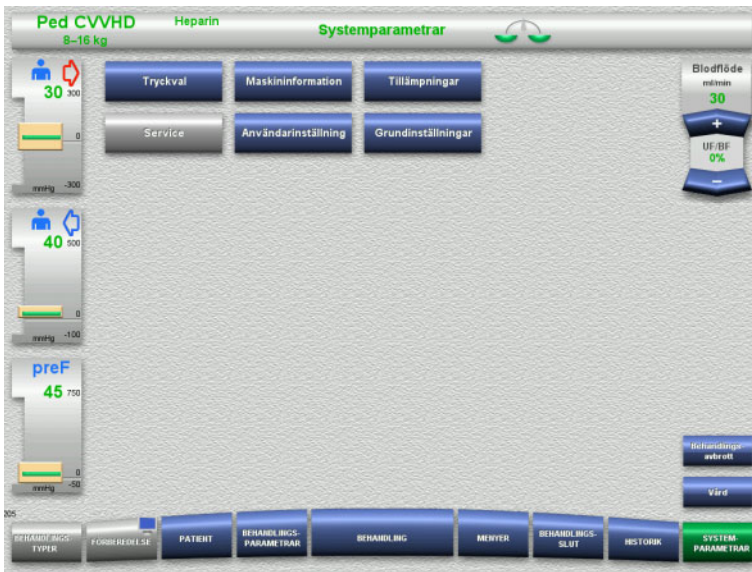 Ped CVVHD
Heparin
Systemparametrar
8–16 kg
30
300
0
mmHg
-300
Tryckval
Maskininformation
Tillämpningar
Service
Användarinställning
Grundinställningar
Blodflöde
ml/min
30
+
UF/BF
0%
−
40
500
0
mmHg
-100
preF
45
750
0
mmHg
-50
Behandlings-
avbrott
Vård
205
BEHANDLINGS-
TYPER
FÖRBEREDELSE
PATIENT
BEHANDLINGS-
PARAMETRAR
BEHANDLING
MENYER
BEHANDLINGS-
SLUT
HISTORIK
SYSTEM-
PARAMETRAR